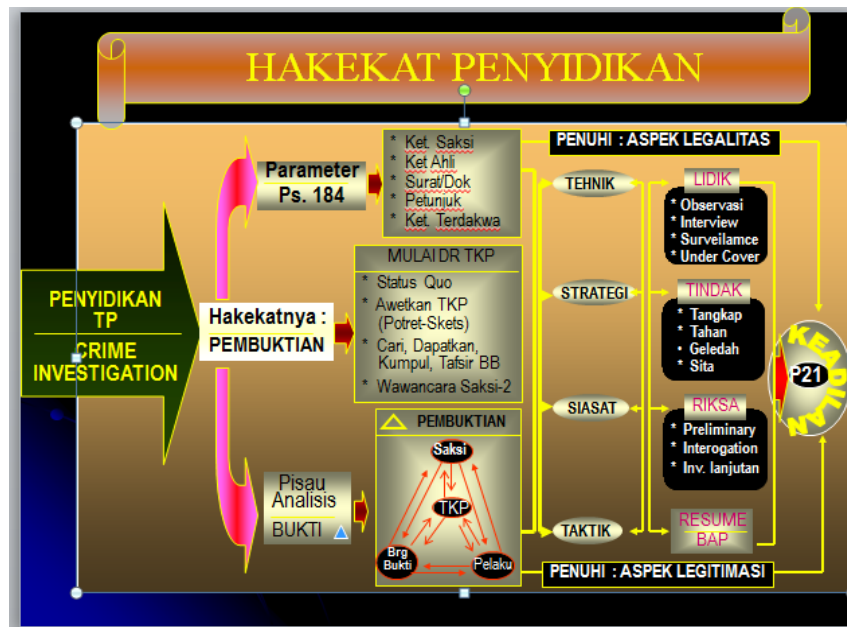 HAKEKAT PENYIDIKAN
PENYIDIKAN
TP
CRIME
INVESTIGATION
Parameter
Ps. 184
* Ket. Saksi
* Ket Ahli
* Surat/Dok
* Petunjuk
* Ket. Terdakwa
Hakekatnya :
PEMBUKTIAN
MULAI DR TKP
* Status Quo
* Awetkan TKP
(Potret-Skets)
* Cari, Dapatkan,
Kumpul, Tafsir BB
* Wawancara Saksi-2
Pisau
Analisis
BUKTI
PEMBUKTIAN
Saksi
TKP
Brg
Bukti
Pelaku
PENUHI : ASPEK LEGALITAS
TEHNIK
STRATEGI
SIASAT
TAKTIK
LIDIK
* Observasi
* Interview
* Surveilamce
* Under Cover
TINDAK
* Tangkap
* Tahan
• Geledah
* Sita
RIKSA
* Preliminary
* Interogation
* Inv. lanjutan
RESUME
BAP
PENUHI : ASPEK LEGITIMASI
KEADILAN
P21